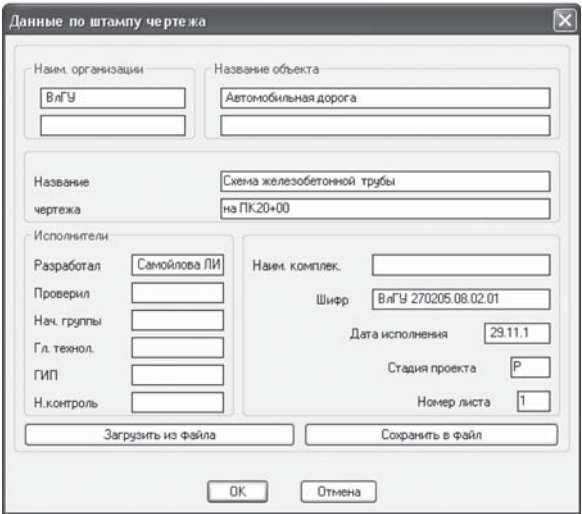 Данные по штампу чертежа
Наим. организации
Название объекта
ВлГУ
Автомобильная дорога
Название
Схема железобетонной трубы
чертежа
на ПК20+00
Исполнители
Разработал
Самойлова ЛИ
Проверил
Нач. группы
Гл. технол.
ГИП
Н.контроль
Наим. комплек.
Шифр
ВлГУ 270205.08.02.01
Дата исполнения
29.11.1
Стадия проекта
Р
Номер листа
1
Загрузить из файла
Сохранить в файл
OK
Отмена